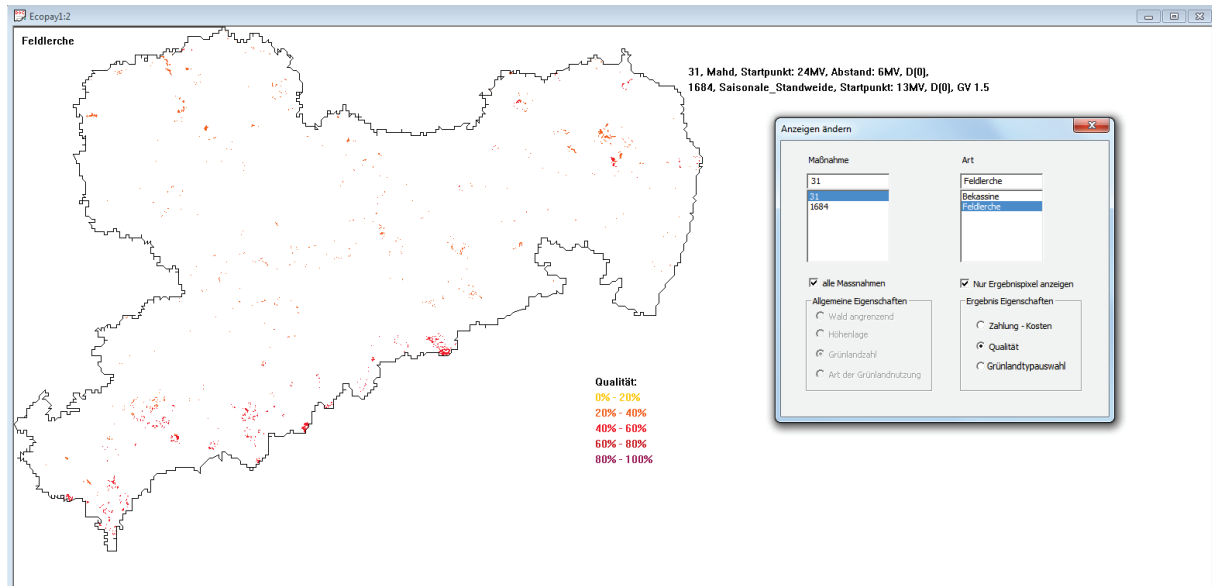 Ecopay1:2
Feldlerche
31, Mahd, Startpunkt: 24MV, Abstand: 6MV, D(0),
1684, Saisonale_Standweide, Startpunkt: 13MV, D(0), GV 1.5
Anzeigen ändern
Maßnahme
Art
31
Feldlerche
31
Bekassine
1684
Feldlerche
alle Massnahmen
Nur Ergebnispixel anzeigen
Allgemeine Eigenschaften
Ergebnis Eigenschaften
Wald angrenzend
Höhenlage
Grünlandzahl
Art der Grünlandnutzung
Zahlung - Kosten
Qualität
Grünlandtypauswahl
Qualität:
0% - 20%
20% - 40%
40% - 60%
60% - 80%
80% - 100%